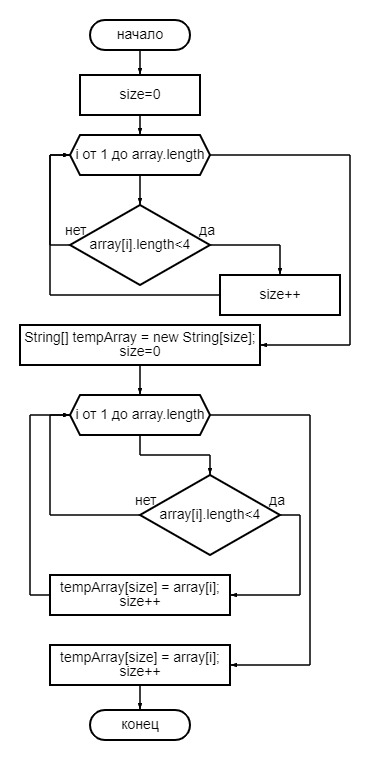 начало
size=0
i от 1 до array.length
нет
да
array[i].length<4
size++
String[] tempArray = new String[size];
size=0
i от 1 до array.length
нет
да
array[i].length<4
tempArray[size] = array[i];
size++
tempArray[size] = array[i];
size++
конец